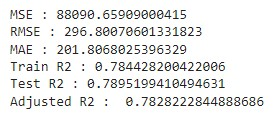 MSE : 88090.65909000415
RMSE : 296.80070601331823
MAE : 201.8068025396329
Train R2 : 0.784428200422006
Test R2 : 0.7895199410494631
Adjusted R2 :  0.7828222844888686